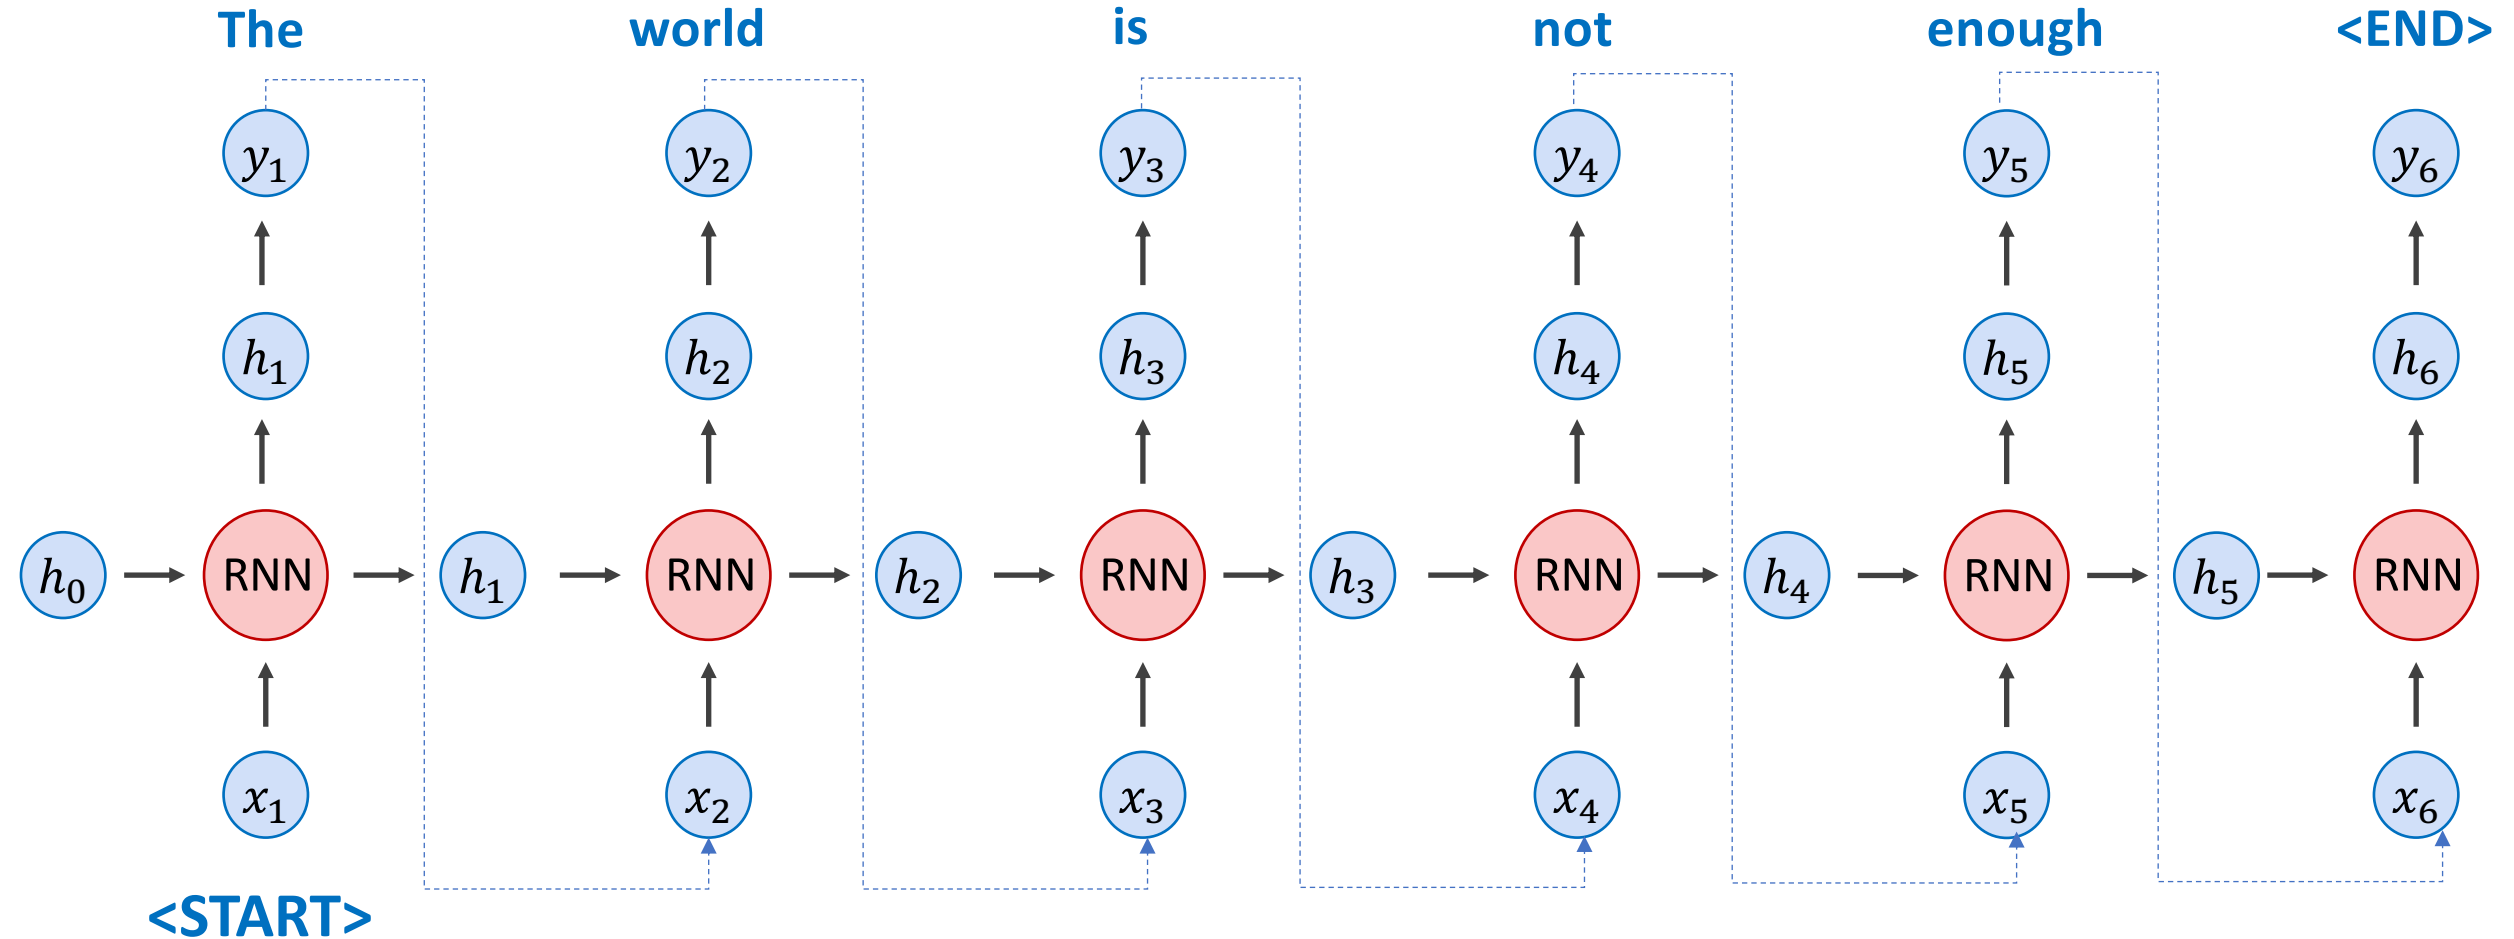 The world is not enough <END>
y1 y2 y3 y4 y5 y6
h1 h2 h3 h4 h5 h6
h0 RNN h1 RNN h2 RNN h3 RNN h4 RNN h5 RNN
x1 x2 x3 x4 x5 x6
<START>